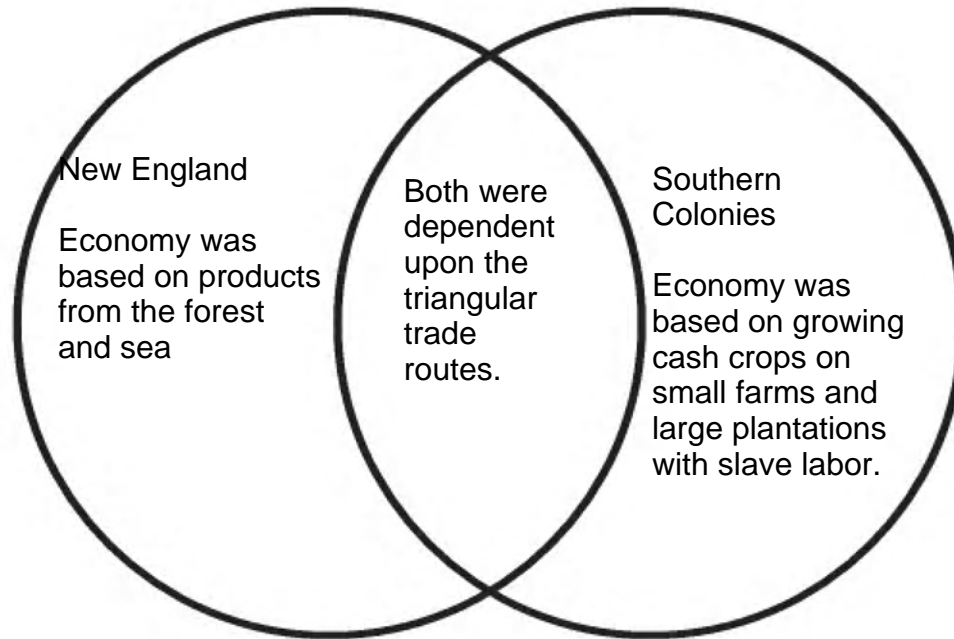 New England
Economy was
based on products
from the forest
and sea
Both were
dependent
upon the
triangular
trade
routes.
Southern
Colonies
Economy was
based on growing
cash crops on
small farms and
large plantations
with slave labor.